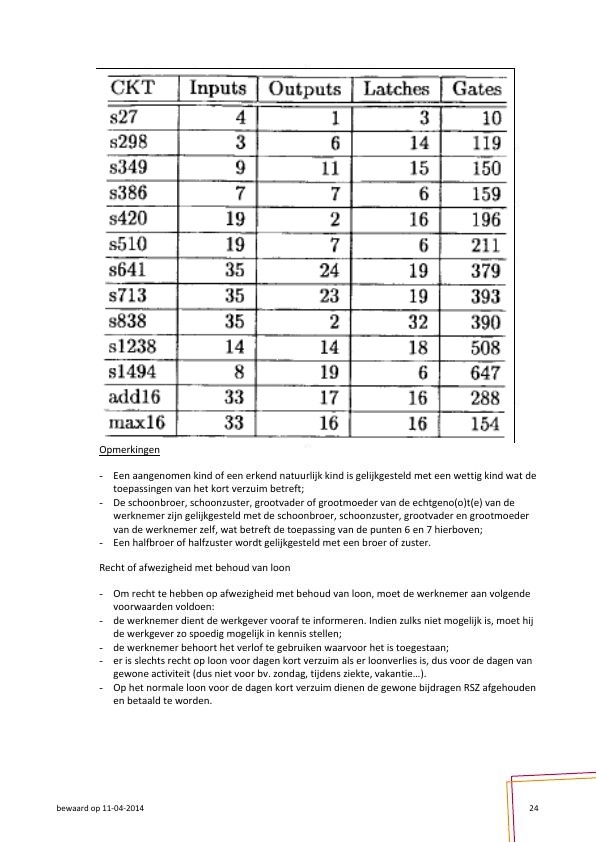 CKT Inputs Outputs Latches Gates
s27 4 1 3 10
s298 3 6 14 119
s349 9 11 15 150
s386 7 7 6 159
s420 19 2 16 196
s510 19 7 6 211
s641 35 24 19 379
s713 35 23 19 393
s838 35 2 32 390
s1238 14 14 18 508
s1494 8 19 6 647
add16 33 17 16 288
max16 33 16 16 154
Opmerkingen
- Een aangenomen kind of een erkend natuurlijk kind is gelijkgesteld met een wettig kind wat de
toepassingen van het kort verzuim betreft;
- De schoonbroer, schoonzuster, grootvader of grootmoeder van de echtgeno(o)t(e) van de
werknemer zijn gelijkgesteld met de schoonbroer, schoonzuster, grootvader en grootmoeder
van de werknemer zelf, wat betreft de toepassing van de punten 6 en 7 hierboven;
- Een halfbroer of halfzuster wordt gelijkgesteld met een broer of zuster.
Recht of afwezigheid met behoud van loon
- Om recht te hebben op afwezigheid met behoud van loon, moet de werknemer aan volgende
voorwaarden voldoen:
- de werknemer dient de werkgever vooraf te informeren. Indien zulks niet mogelijk is, moet hij
de werkgever zo spoedig mogelijk in kennis stellen;
- de werknemer behoort het verlof te gebruiken waarvoor het is toegestaan;
- er is slechts recht op loon voor dagen kort verzuim als er loonverlies is, dus voor de dagen van
gewone activiteit (dus niet voor bv. zondag, tijdens ziekte, vakantie…).
- Op het normale loon voor de dagen kort verzuim dienen de gewone bijdragen RSZ afgehouden
en betaald te worden.
bewaard op 11-04-2014 24